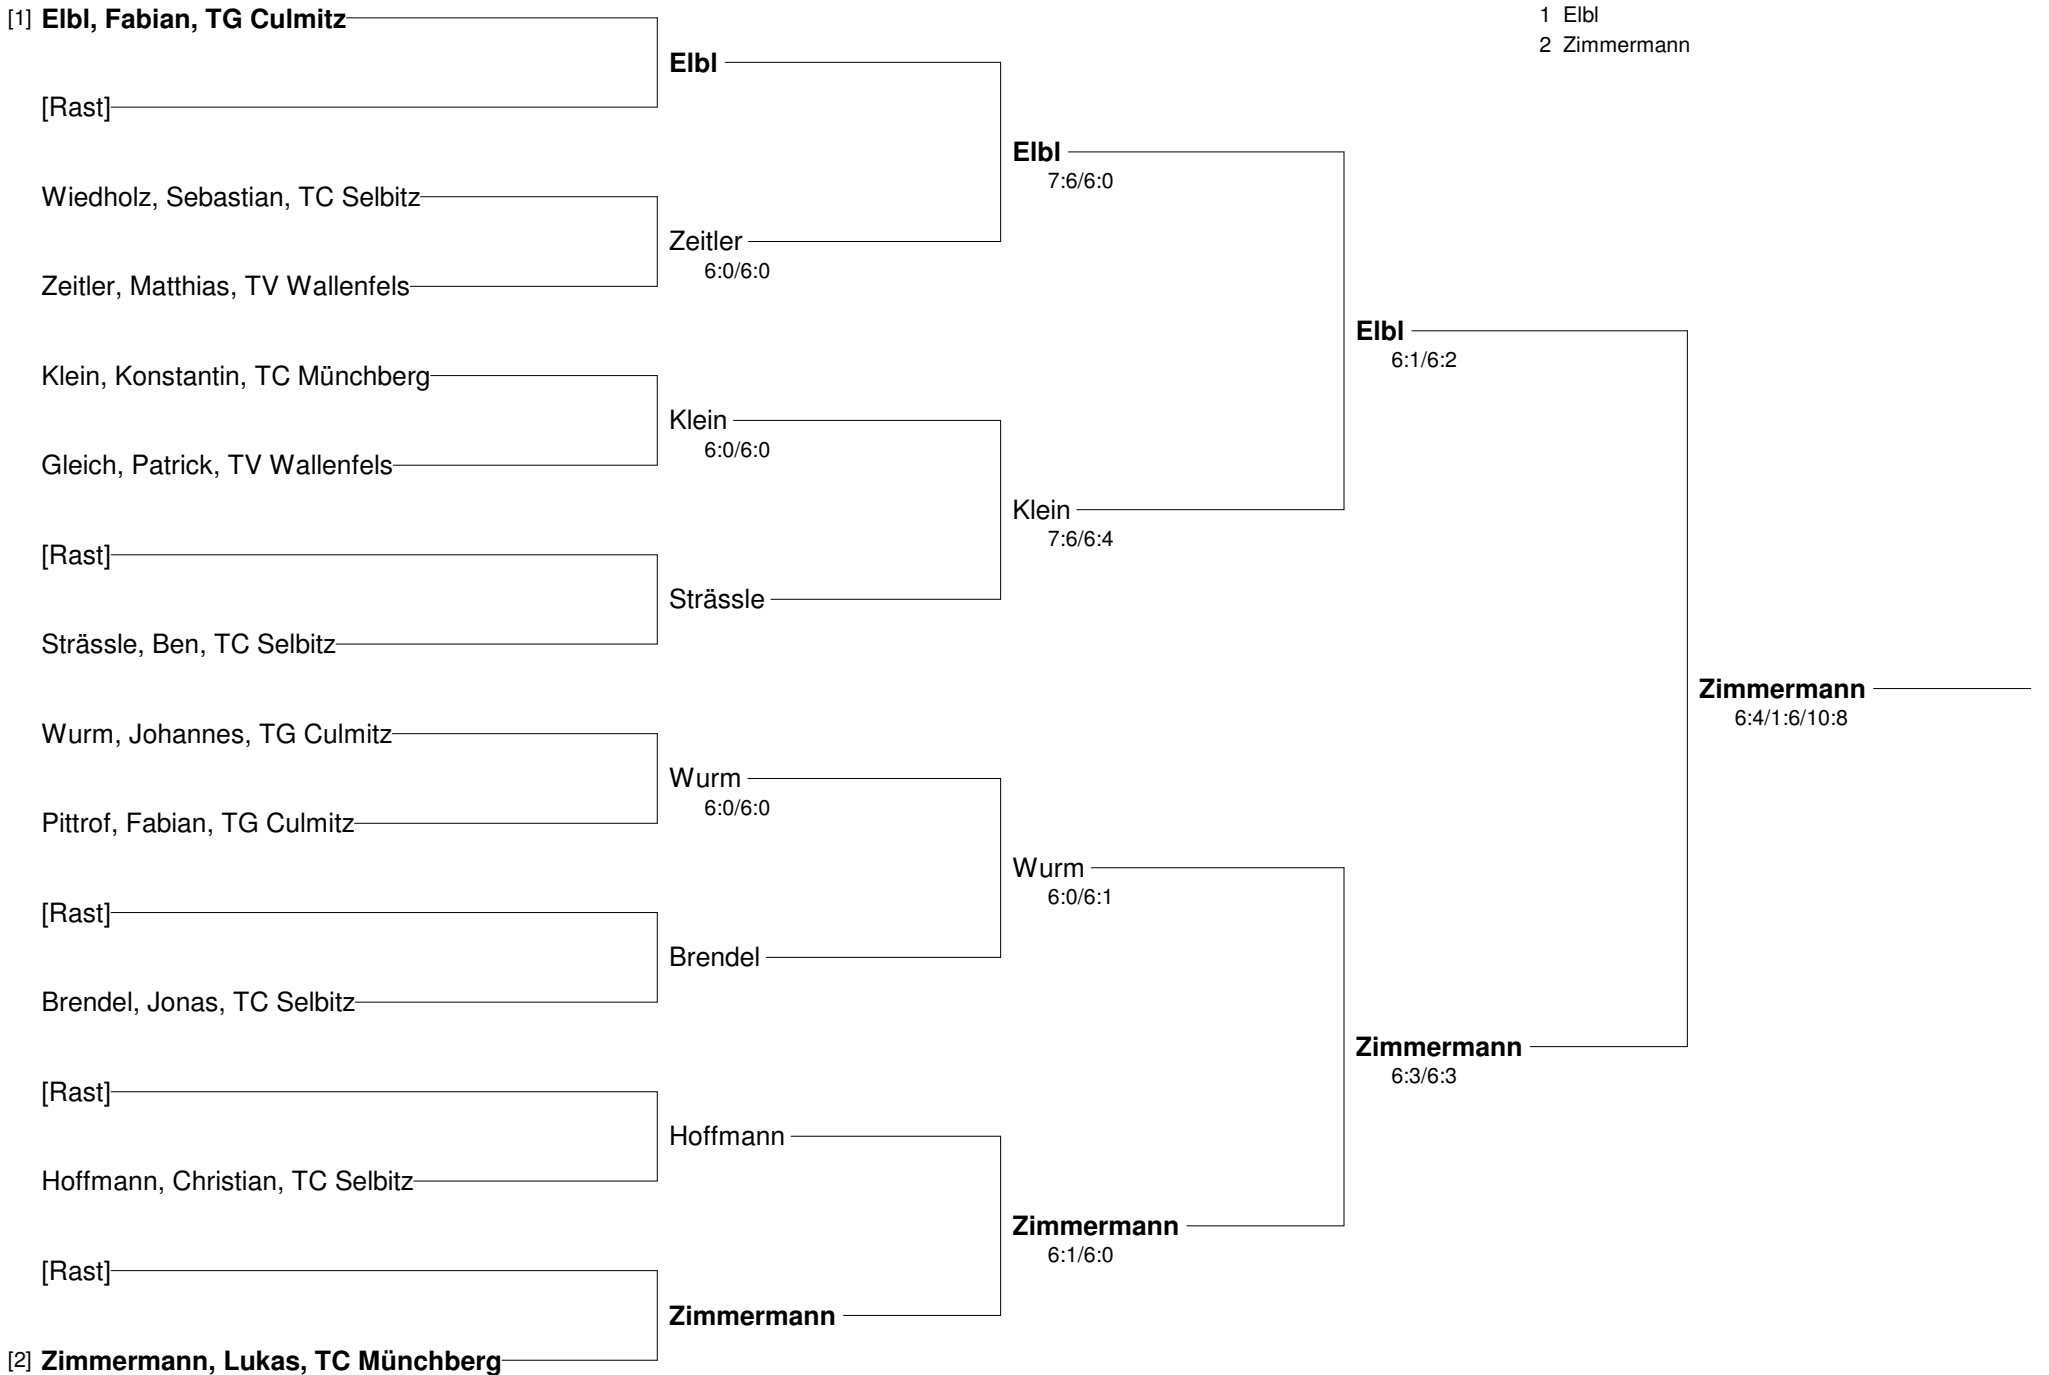 [1] Elbl, Fabian, TG Culmitz
[Rast]
Wiedholz, Sebastian, TC Selbitz
Zeitler, Matthias, TV Wallenfels
Klein, Konstantin, TC Münchberg
Gleich, Patrick, TV Wallenfels
[Rast]
Strässle, Ben, TC Selbitz
Wurm, Johannes, TG Culmitz
Pittrof, Fabian, TG Culmitz
[Rast]
Brendel, Jonas, TC Selbitz
[Rast]
Hoffmann, Christian, TC Selbitz
[Rast]
[2] Zimmermann, Lukas, TC Münchberg
Elbl
Zeitler
6:0/6:0
Klein
6:0/6:0
Strässle
Wurm
6:0/6:0
Brendel
Hoffmann
Zimmermann
Elbl
7:6/6:0
Klein
7:6/6:4
Wurm
6:0/6:1
Zimmermann
6:1/6:0
Elbl
6:1/6:2
Zimmermann
6:3/6:3
Zimmermann
6:4/1:6/10:8
1 Elbl
2 Zimmermann